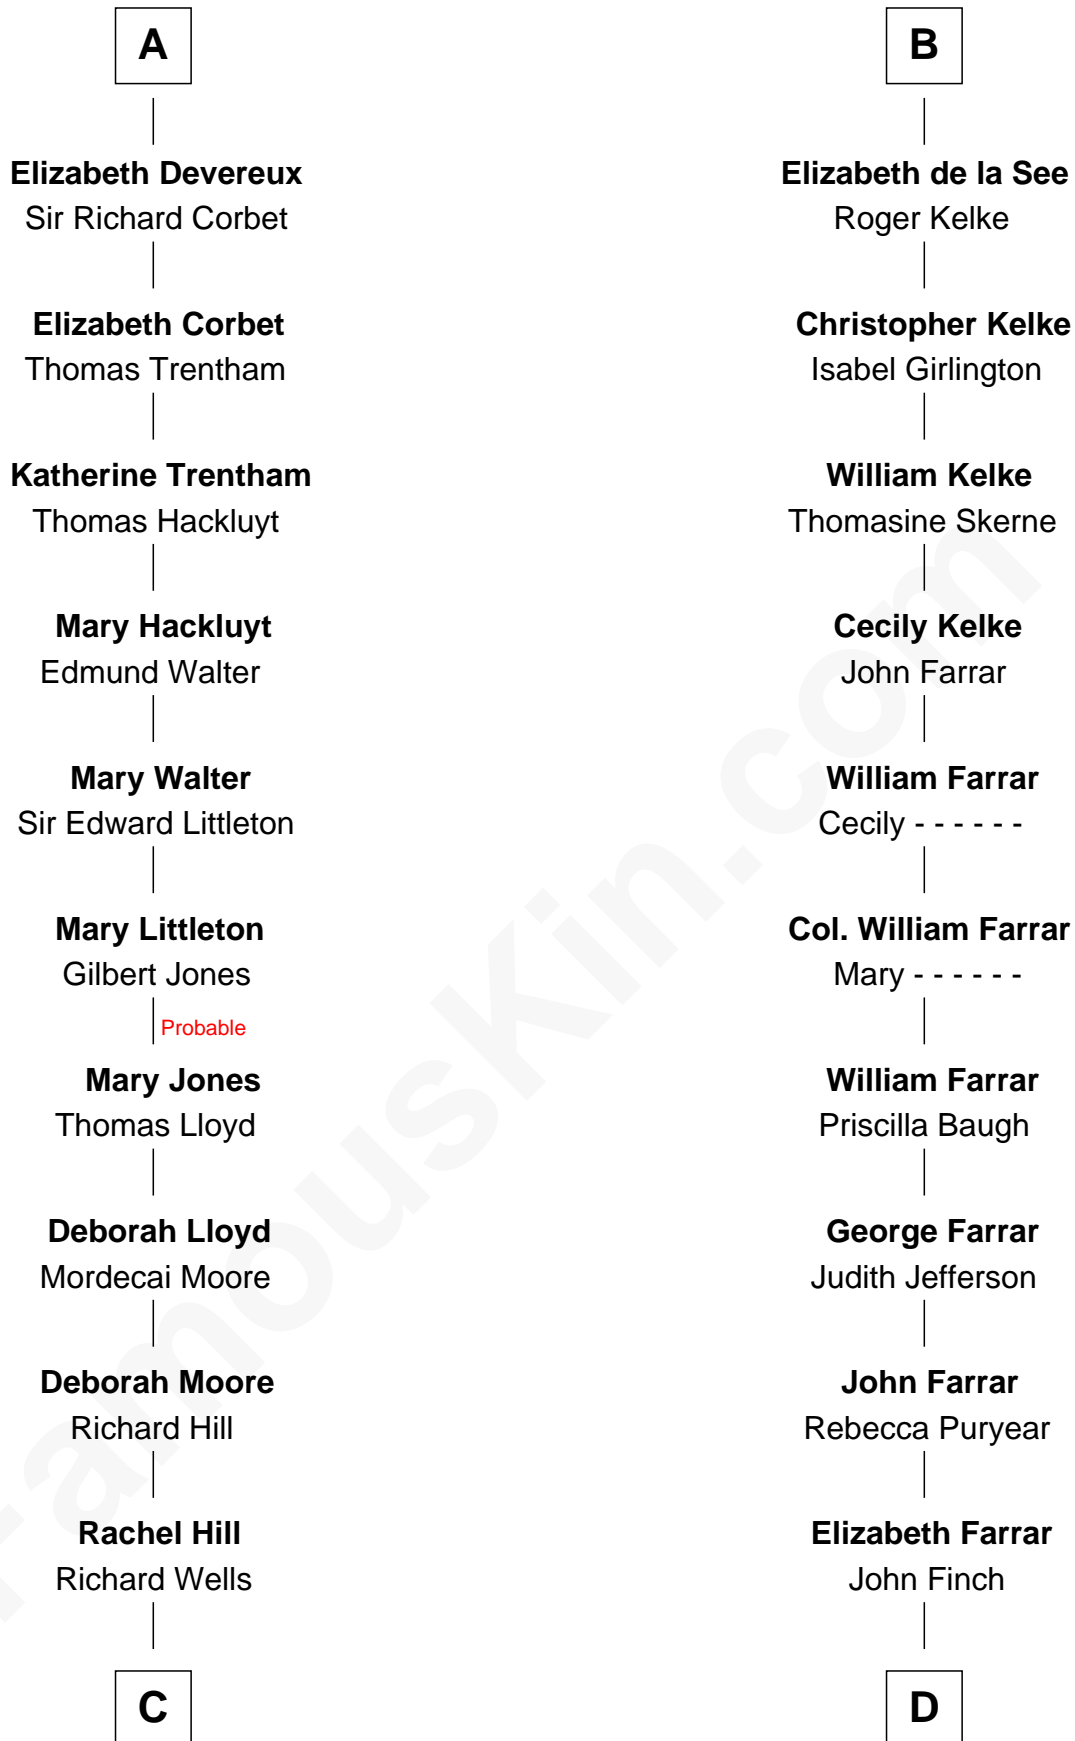 A
Elizabeth Devereux
Sir Richard Corbet
Elizabeth Corbet
Thomas Trentham
Katherine Trentham
Thomas Hackluyt
Mary Hackluyt
Edmund Walter
Mary Walter
Sir Edward Littleton
Mary Littleton
Gilbert Jones
Probable
Mary Jones
Thomas Lloyd
Deborah Lloyd
Mordecai Moore
Deborah Moore
Richard Hill
Rachel Hill
Richard Wells
C
B
Elizabeth de la See
Roger Kelke
Christopher Kelke
Isabel Girlington
William Kelke
Thomasine Skerne
Cecily Kelke
John Farrar
William Farrar
Cecily - - - - - -
Col. William Farrar
Mary - - - - - -
William Farrar
Priscilla Baugh
George Farrar
Judith Jefferson
John Farrar
Rebecca Puryear
Elizabeth Farrar
John Finch
D
FamousKin.com